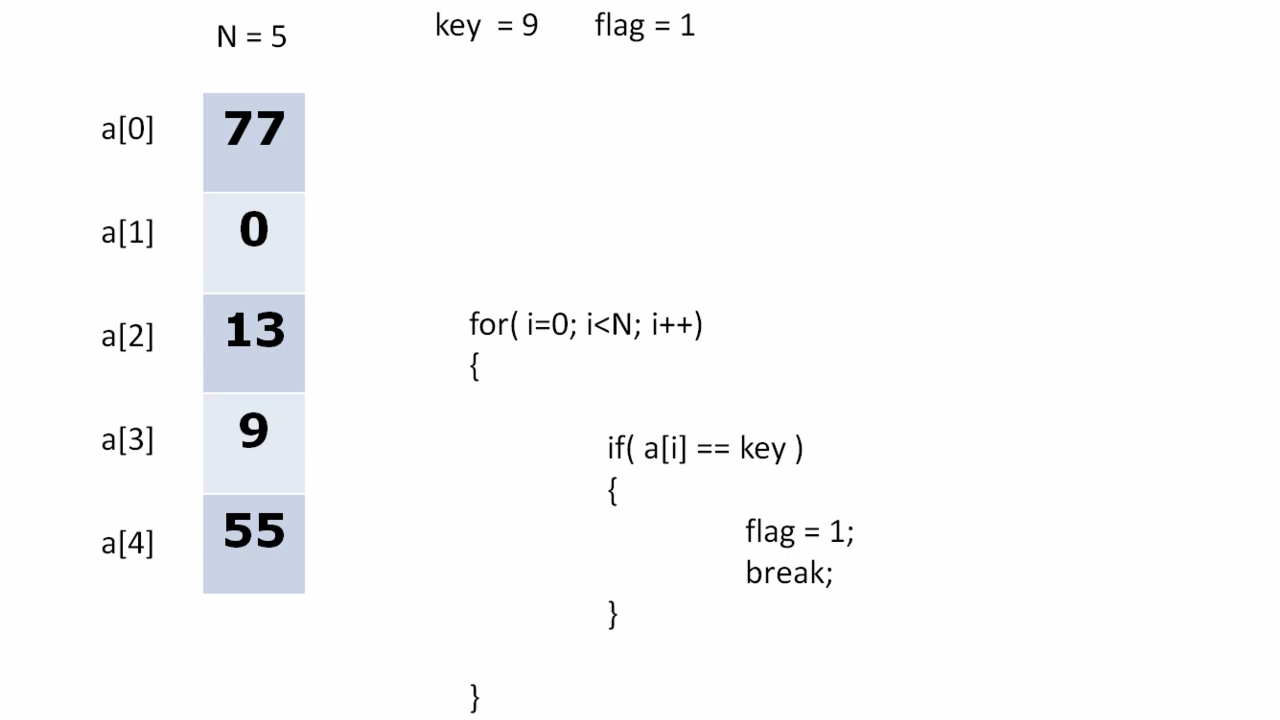 N = 5
key  = 9
flag = 1
a[0]
77
a[1]
0
a[2]
13
a[3]
9
a[4]
55
for( i=0; i<N; i++)
{
if( a[i] == key )
{
flag = 1;
break;
}
}